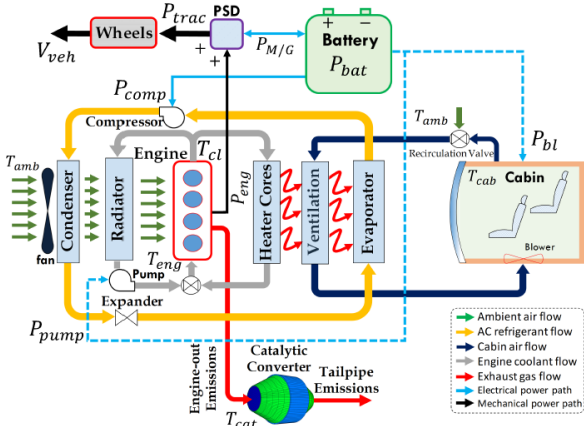 P_trac
PSD
Wheels
V_veh
+
+
P_M/G
+ −
Battery
P_bat
P_comp
Compressor
T_amb
Recirculation Valve
P_bl
T_amb
Engine
T_cl
P_eng
T_cab
Cabin
Condenser
Radiator
Heater Cores
Ventilation
Evaporator
fan
Pump
T_eng
Blower
Expander
P_pump
Engine-out
Emissions
Catalytic
Converter
Tailpipe
Emissions
T_cat
Ambient air flow
AC refrigerant flow
Cabin air flow
Engine coolant flow
Exhaust gas flow
Electrical power path
Mechanical power path